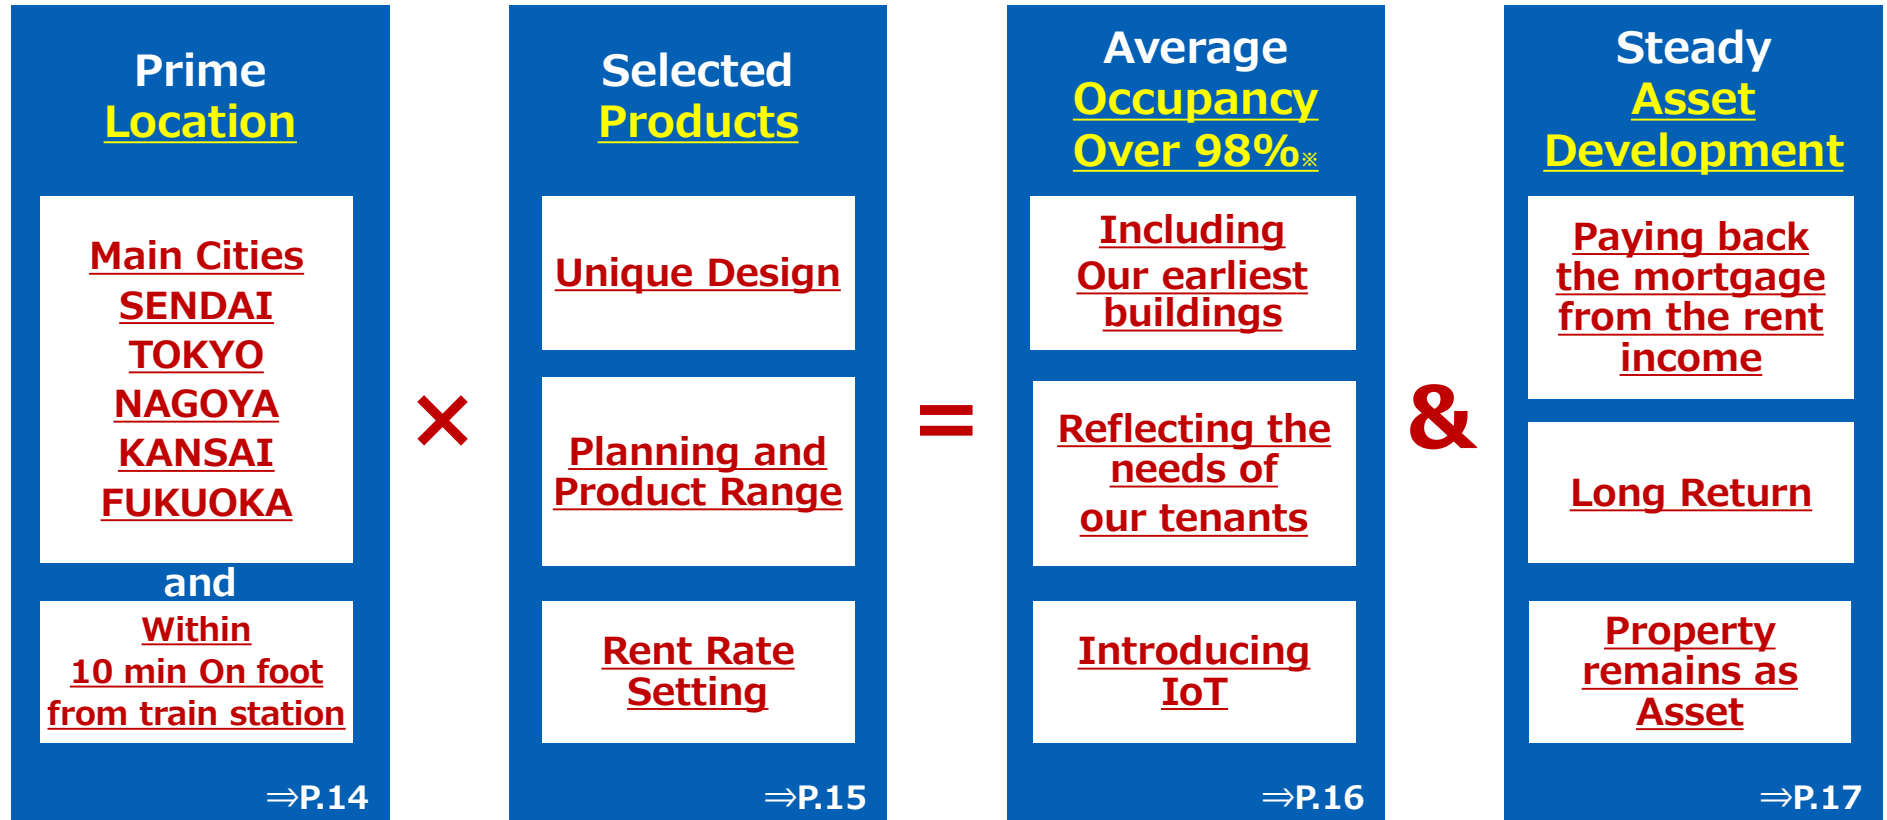 Prime
Location
Main Cities
SENDAI
TOKYO
NAGOYA
KANSAI
FUKUOKA
and
Within
10 min On foot
from train station
⇒P.14
×
Selected
Products
Unique Design
Planning and
Product Range
Rent Rate
Setting
⇒P.15
=
Average
Occupancy
Over 98%※
Including
Our earliest
buildings
Reflecting the
needs of
our tenants
Introducing
IoT
⇒P.16
&
Steady
Asset
Development
Paying back
the mortgage
from the rent
income
Long Return
Property
remains as
Asset
⇒P.17